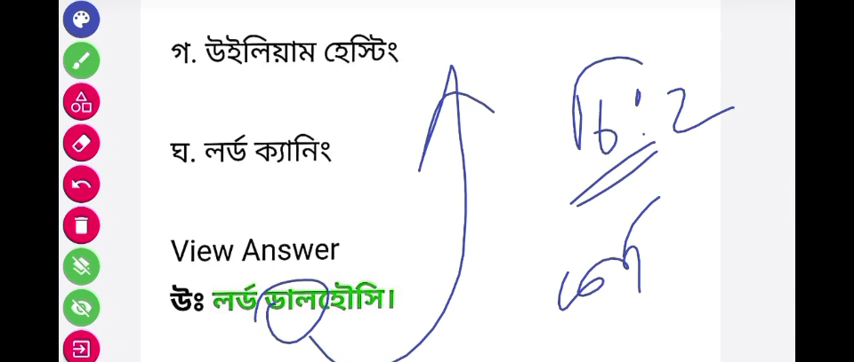 গ. উইলিয়াম হেস্টিং
ঘ. লর্ড ক্যানিং
View Answer
উঃ লর্ড ডালহৌসি।